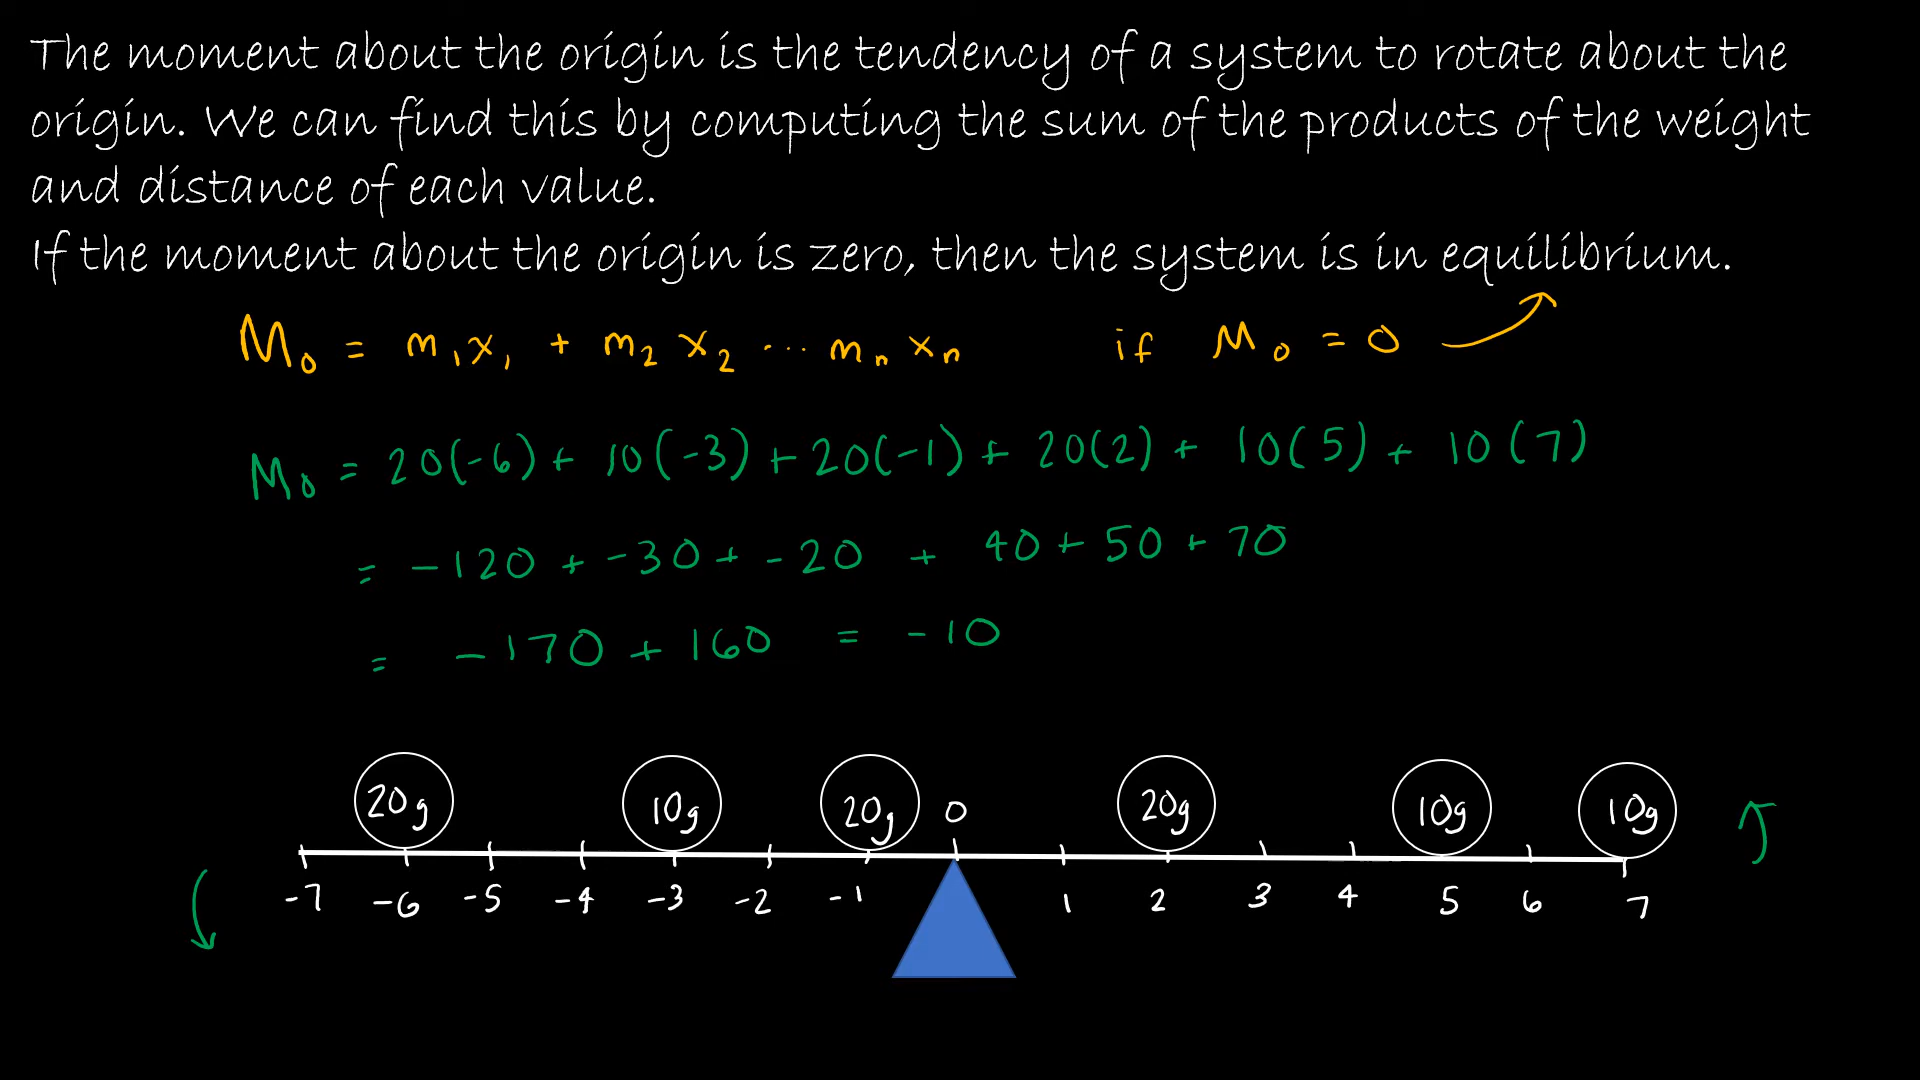 The moment about the origin is the tendency of a system to rotate about the
origin. We can find this by computing the sum of the products of the weight
and distance of each value.
If the moment about the origin is zero, then the system is in equilibrium.
M₀ = m₁x₁ + m₂x₂ ... mₙxₙ if M₀ = 0
M₀ = 20(-6) + 10(-3) + 20(-1) + 20(2) + 10(5) + 10(7)
= -120 + -30 + -20 + 40 + 50 + 70
= -170 + 160 = -10
20g 10g 20g 0 20g 10g 10g
-7 -6 -5 -4 -3 -2 -1 1 2 3 4 5 6 7